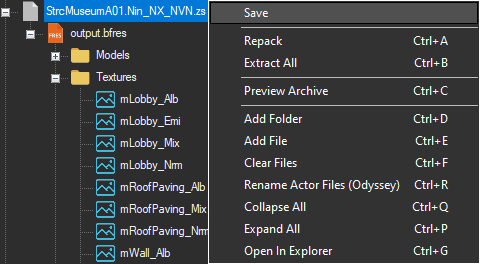 StrcMuseumA01.Nin_NX_NVN.zs
FRES
output.bfres
Models
Textures
mLobby_Alb
mLobby_Emi
mLobby_Mix
mLobby_Nrm
mRoofPaving_Alb
mRoofPaving_Mix
mRoofPaving_Nrm
mWall_Alb
Save
Repack Ctrl+A
Extract All Ctrl+B
Preview Archive Ctrl+C
Add Folder Ctrl+D
Add File Ctrl+E
Clear Files Ctrl+F
Rename Actor Files (Odyssey) Ctrl+R
Collapse All Ctrl+Q
Expand All Ctrl+P
Open In Explorer Ctrl+G